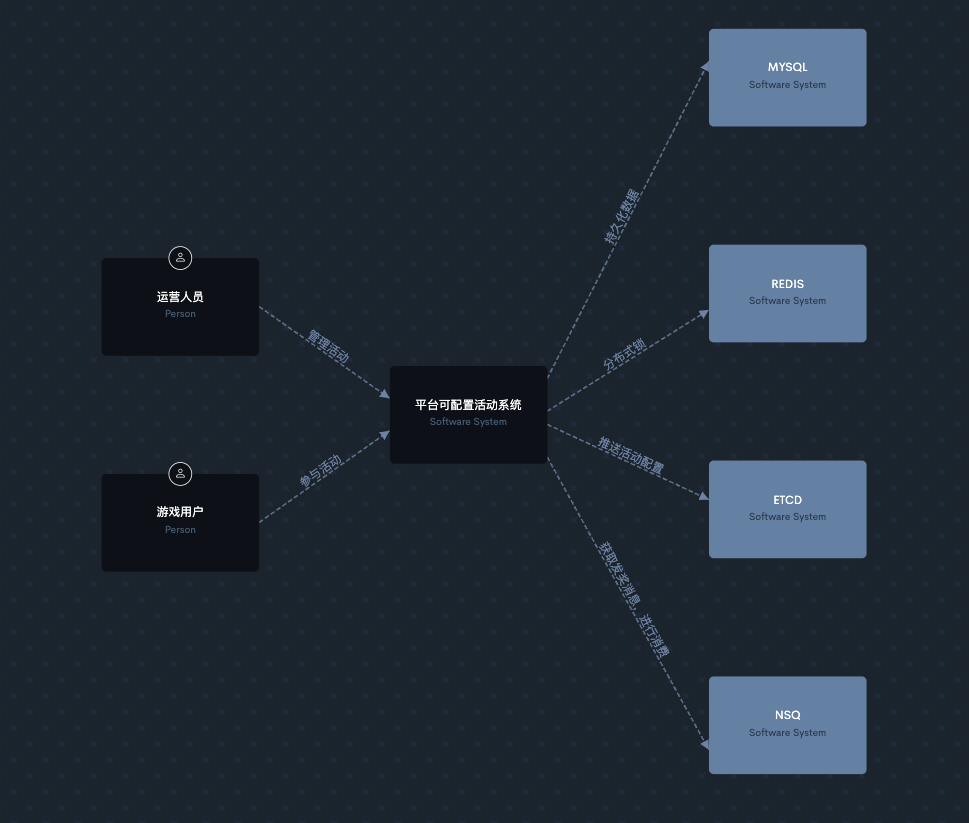 MYSQL
Software System
持久化数据
运营人员
Person
管理活动
REDIS
Software System
分布式锁
平台可配置活动系统
Software System
参与活动
推送活动配置
游戏用户
Person
ETCD
Software System
获取发奖消息，进行消费
NSQ
Software System